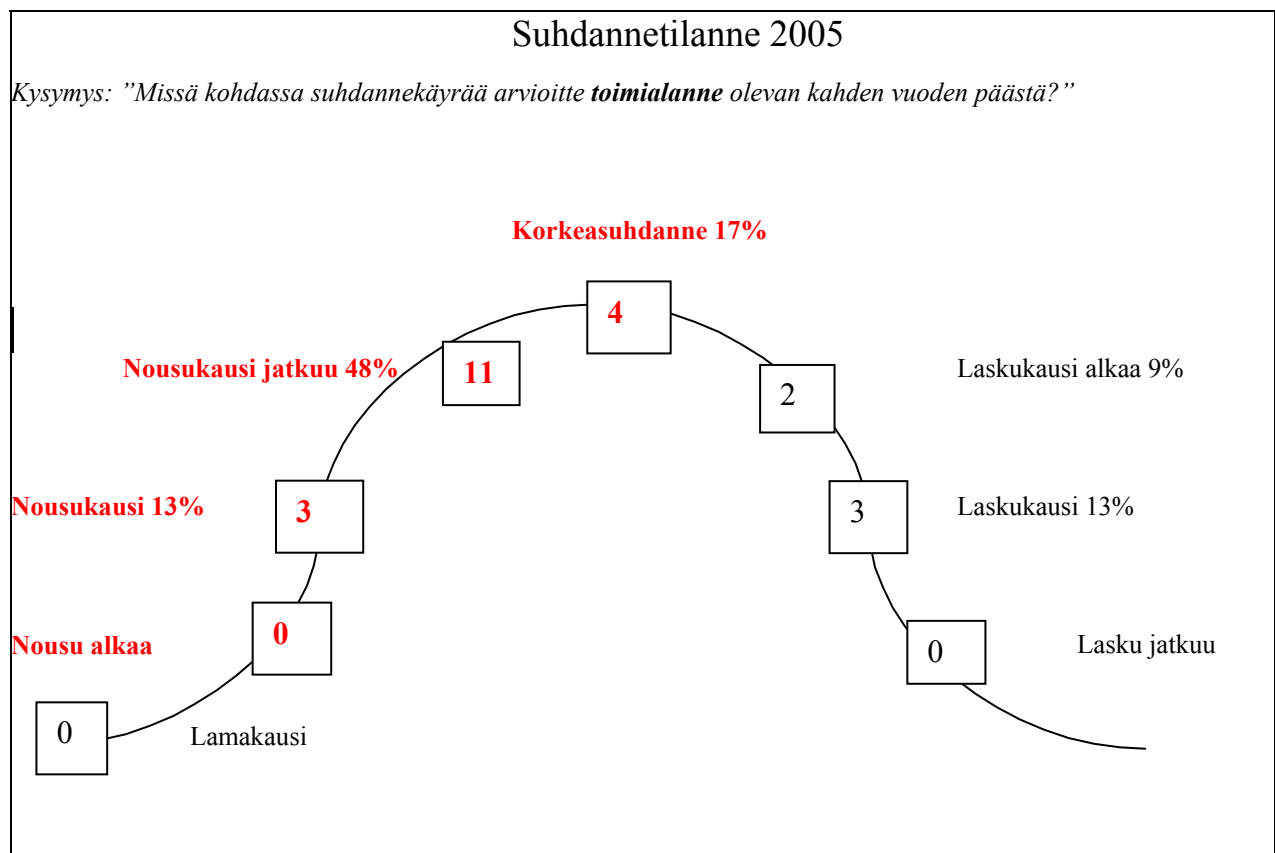 Suhdannetilanne 2005
Kysymys: ”Missä kohdassa suhdannekäyrää arvioitte toimialanne olevan kahden vuoden päästä?”
Korkeasuhdanne 17%
4
Nousukausi jatkuu 48%
11
2
Laskukausi alkaa 9%
Nousukausi 13%
3
3
Laskukausi 13%
Nousu alkaa
0
0
Lasku jatkuu
0
Lamakausi